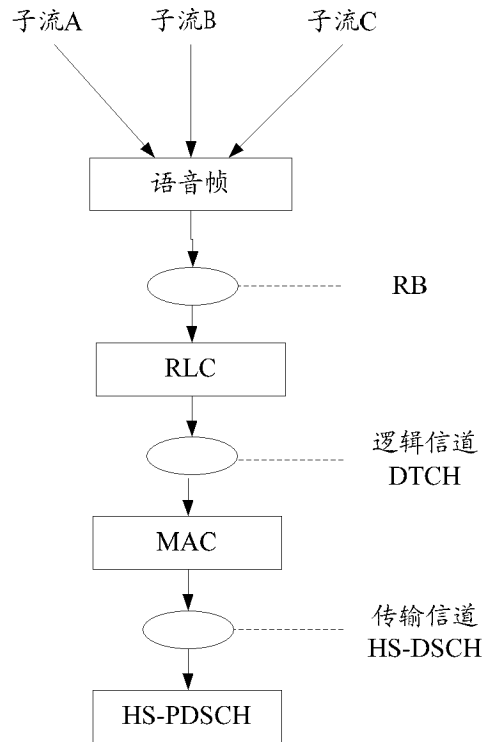 子流A 子流B 子流C
语音帧
RB
RLC
逻辑信道
DTCH
MAC
传输信道
HS-DSCH
HS-PDSCH